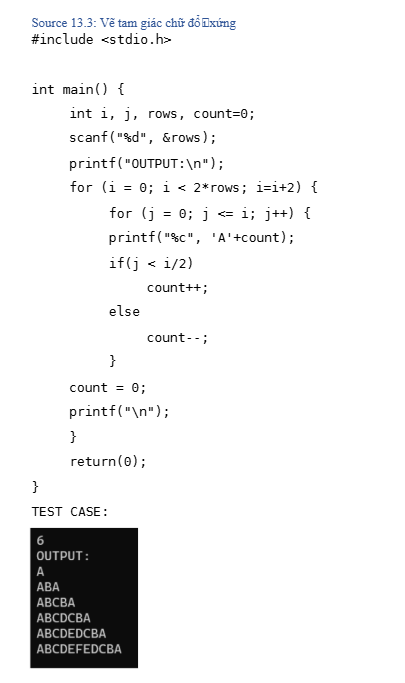 Source 13.3: Vẽ tam giác chữ đố xứng
#include <stdio.h>
int main() {
int i, j, rows, count=0;
scanf("%d", &rows);
printf("OUTPUT:\n");
for (i = 0; i < 2*rows; i=i+2) {
for (j = 0; j <= i; j++) {
printf("%c", 'A'+count);
if(j < i/2)
count++;
else
count--;
}
count = 0;
printf("\n");
}
return(0);
}
TEST CASE:
6
OUTPUT:
A
ABA
ABCBA
ABCDCBA
ABCDEDCBA
ABCDEFEDCBA